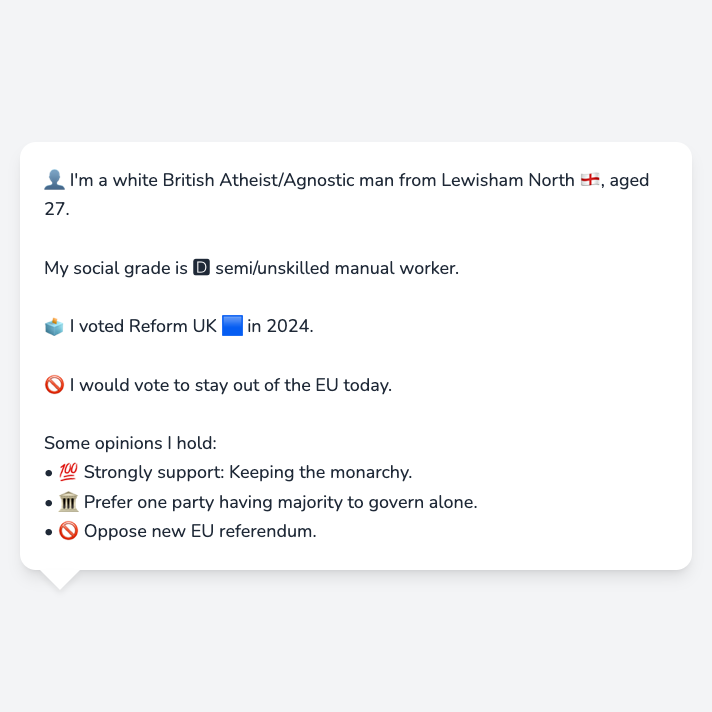 👤 I'm a white British Atheist/Agnostic man from Lewisham North 🏴󠁧󠁢󠁥󠁮󠁧󠁿, aged
27.
My social grade is 🅳 semi/unskilled manual worker.
🗳️ I voted Reform UK 🟦 in 2024.
🚫 I would vote to stay out of the EU today.
Some opinions I hold:
• 💯 Strongly support: Keeping the monarchy.
• 🏛️ Prefer one party having majority to govern alone.
• 🚫 Oppose new EU referendum.